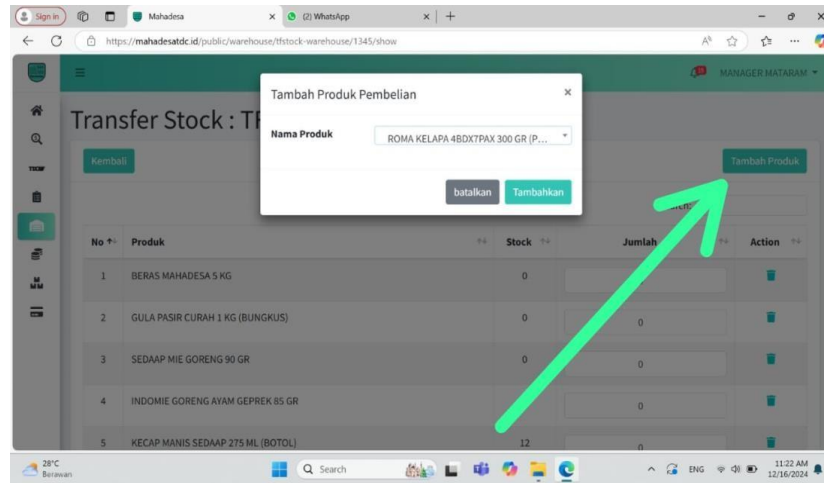 Sign in
Mahadesa
(2) WhatsApp
https://mahadesatdc.id/public/warehouse/tfstock-warehouse/1345/show
MANAGER.MATARAM
Transfer Stock :
Tambah Produk Pembelian
Nama Produk
ROMA KELAPA 4BDX7PAX 300 GR (P...
batalkan
Tambahkan
Kembali
Tambah Produk
No Produk Stock Jumlah Action
1 BERAS MAHADESA 5 KG 0
2 GULA PASIR CURAH 1 KG (BUNGKUS) 0 0
3 SEDAAP MIE GORENG 90 GR 0 0
4 INDOMIE GORENG AYAM GEPREK 85 GR 0
5 KECAP MANIS SEDAAP 275 ML (BOTOL) 12 0
28°C
Berawan
Search
ENG
11:22 AM
12/16/2024